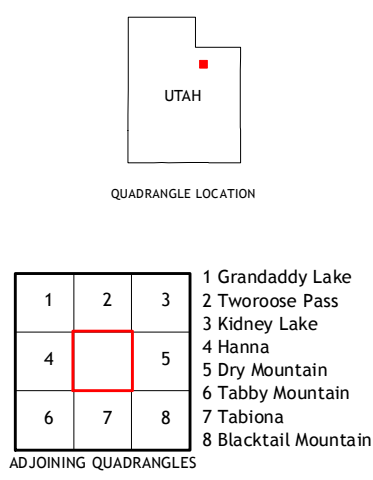 UTAH
QUADRANGLE LOCATION
1 2 3
4 5
6 7 8
ADJOINING QUADRANGLES
1 Grandaddy Lake
2 Tworoose Pass
3 Kidney Lake
4 Hanna
5 Dry Mountain
6 Tabby Mountain
7 Tabiona
8 Blacktail Mountain